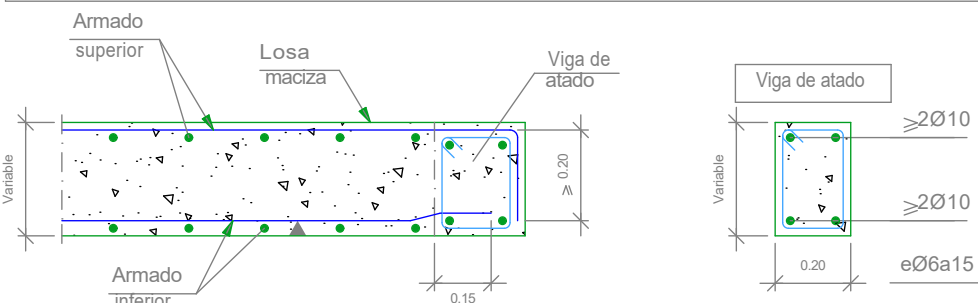 Armado
superior
Losa
maciza
Viga de
atado
Variable
≥ 0.20
Armado
inferior
0.15
Viga de atado
Variable
≥2Ø10
≥2Ø10
0.20
eØ6a15